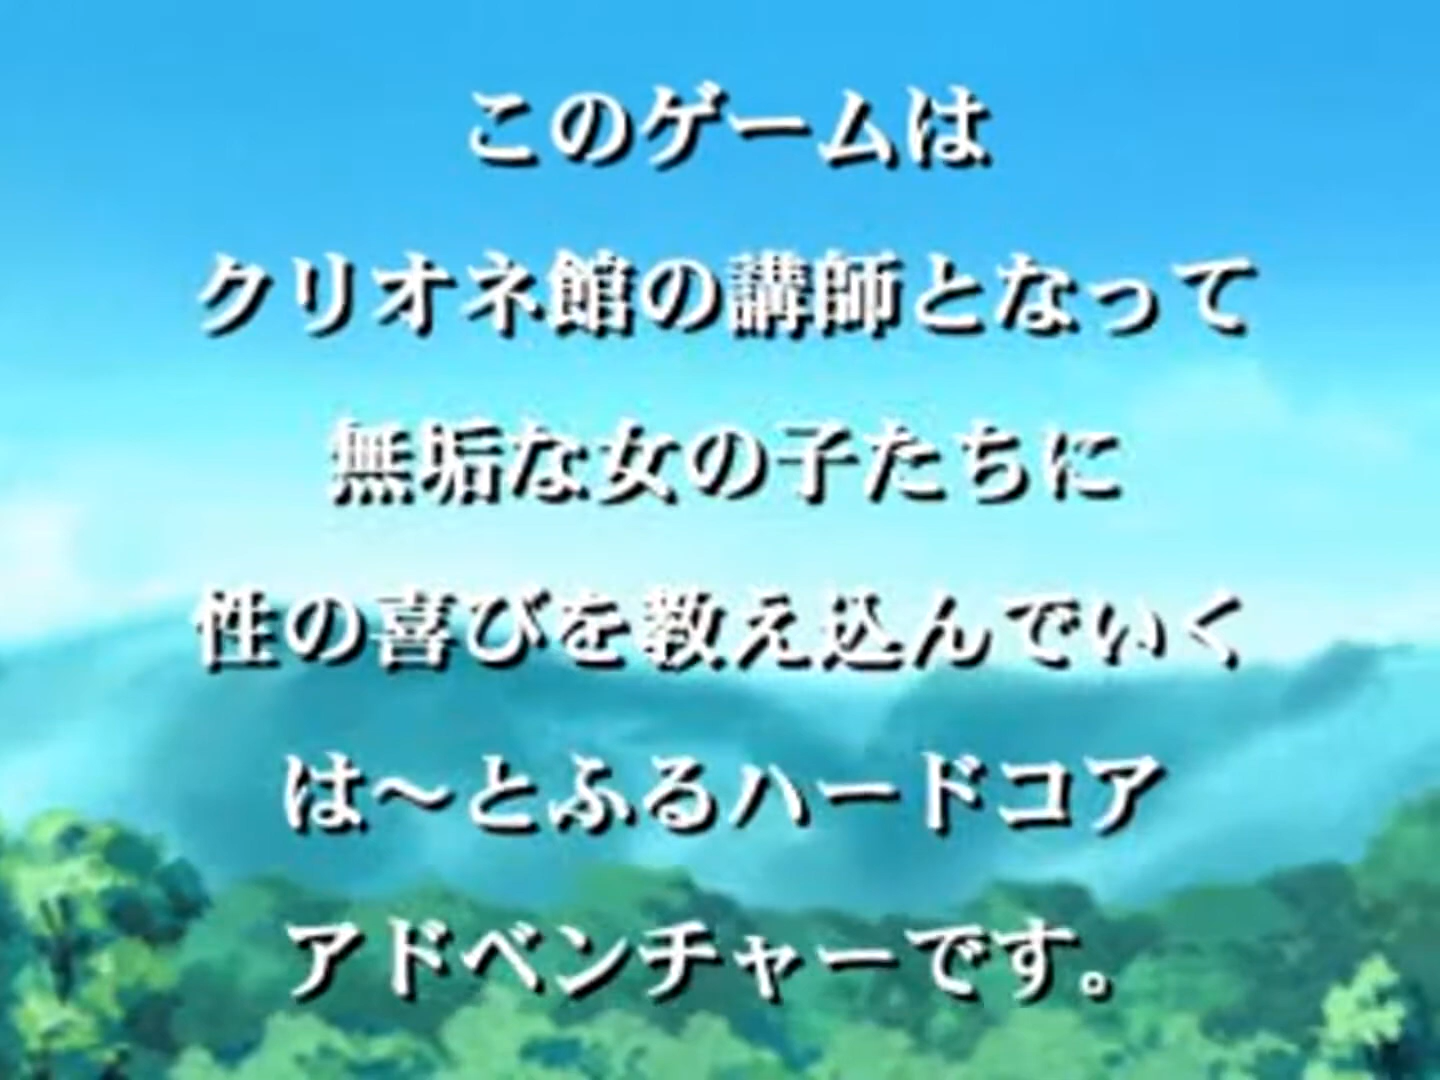 このゲームは
クリオネ館の講師となって
無垢な女の子たちに
性の喜びを教え込んでいく
は～とふるハードコア
アドベンチャーです。